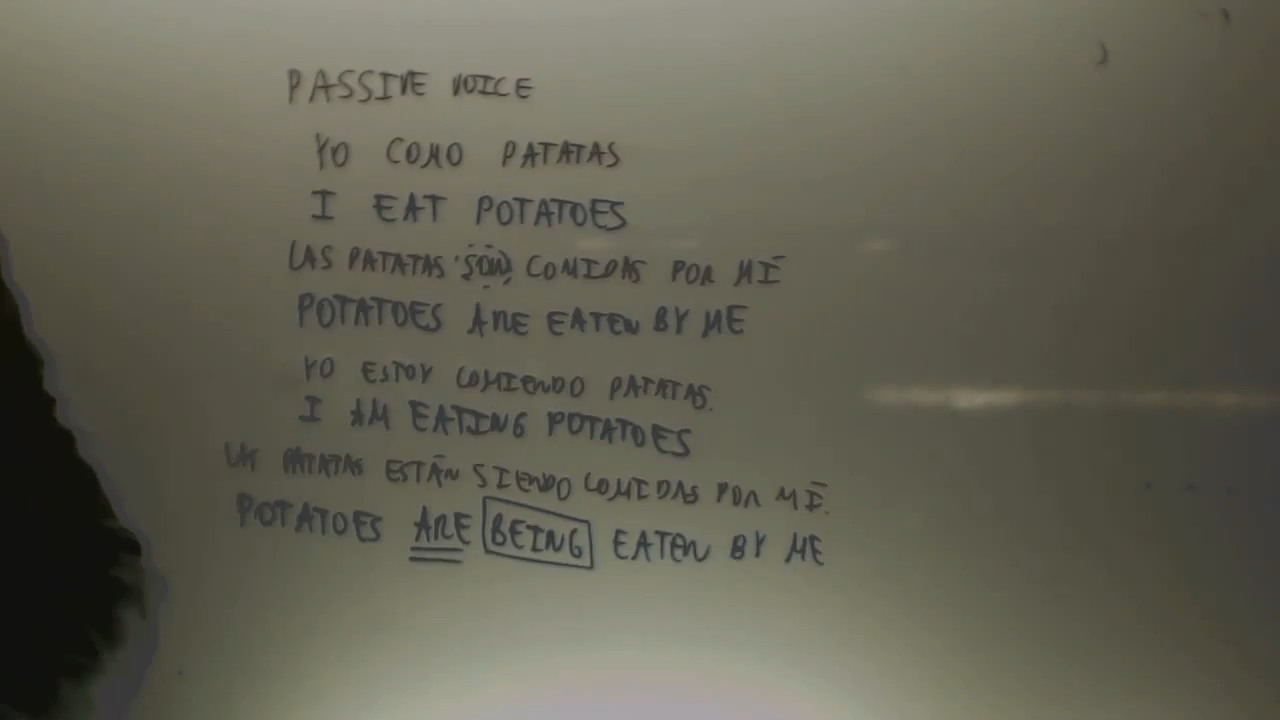 PASSIVE VOICE
YO COMO PATATAS
I EAT POTATOES
LAS PATATAS SON COMIDAS POR MÍ
POTATOES ARE EATEN BY ME
YO ESTOY COMIENDO PATATAS.
I AM EATING POTATOES
LAS PATATAS ESTÁN SIENDO COMIDAS POR MÍ.
POTATOES ARE BEING EATEN BY ME